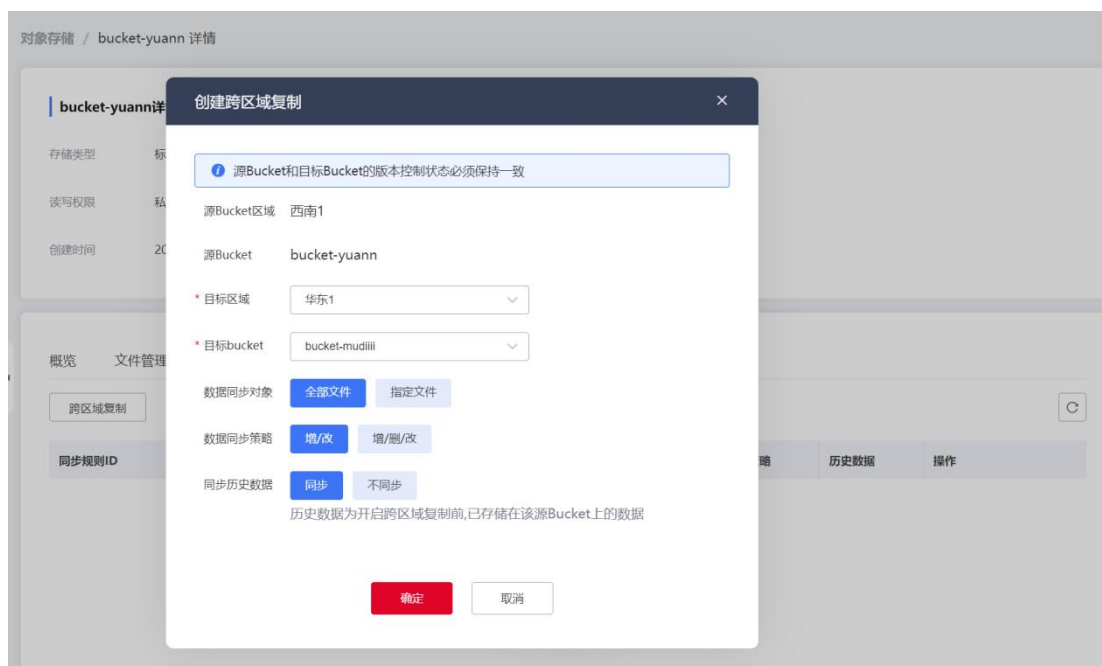 对象存储 / bucket-yuann 详情
bucket-yuann详
创建跨区域复制
存储类型 标
源Bucket和目标Bucket的版本控制状态必须保持一致
读写权限 私
源Bucket区域 西南1
创建时间 20
源Bucket bucket-yuann
* 目标区域 华东1
* 目标bucket bucket-mudiiii
概览 文件管理
数据同步对象 全部文件 指定文件
跨区域复制
数据同步策略 增/改 增/删/改
同步规则ID 略 历史数据 操作
同步历史数据 同步 不同步
历史数据为开启跨区域复制前,已存储在该源Bucket上的数据
确定 取消